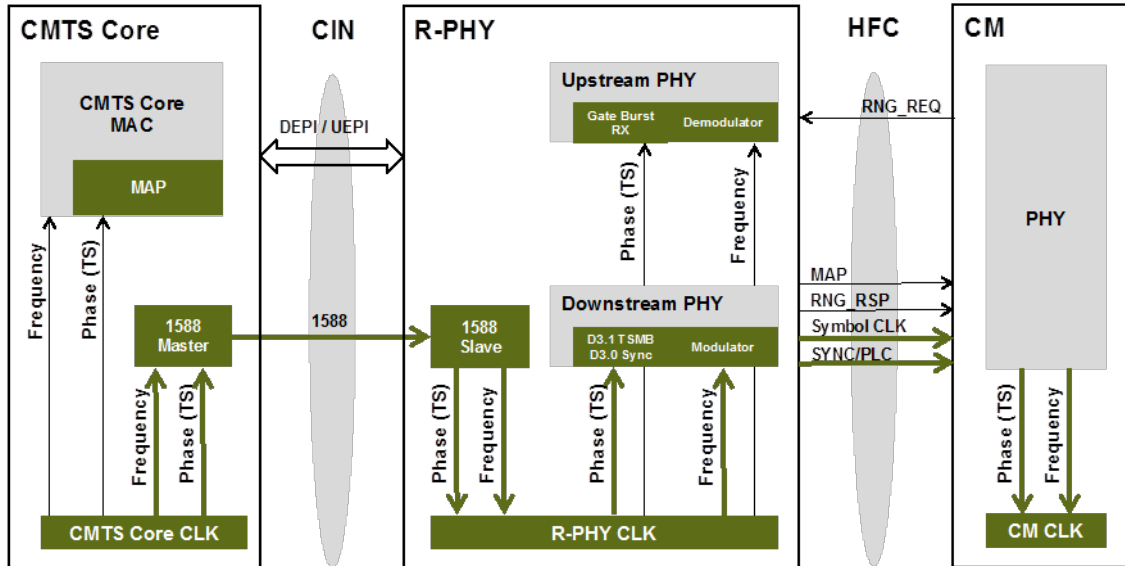 CMTS Core
CIN
R-PHY
HFC
CM
CMTS Core
MAC
MAP
Frequency
Phase (TS)
1588
Master
Frequency
Phase (TS)
CMTS Core CLK
DEPI / UEPI
1588
Upstream PHY
Gate Burst
RX
Demodulator
Phase (TS)
Frequency
1588
Slave
Phase (TS)
Frequency
Downstream PHY
D3.1 TSMB
D3.0 Sync
Modulator
Phase (TS)
Frequency
R-PHY CLK
RNG_REQ
MAP
RNG_RSP
Symbol CLK
SYNC/PLC
PHY
Phase (TS)
Frequency
CM CLK